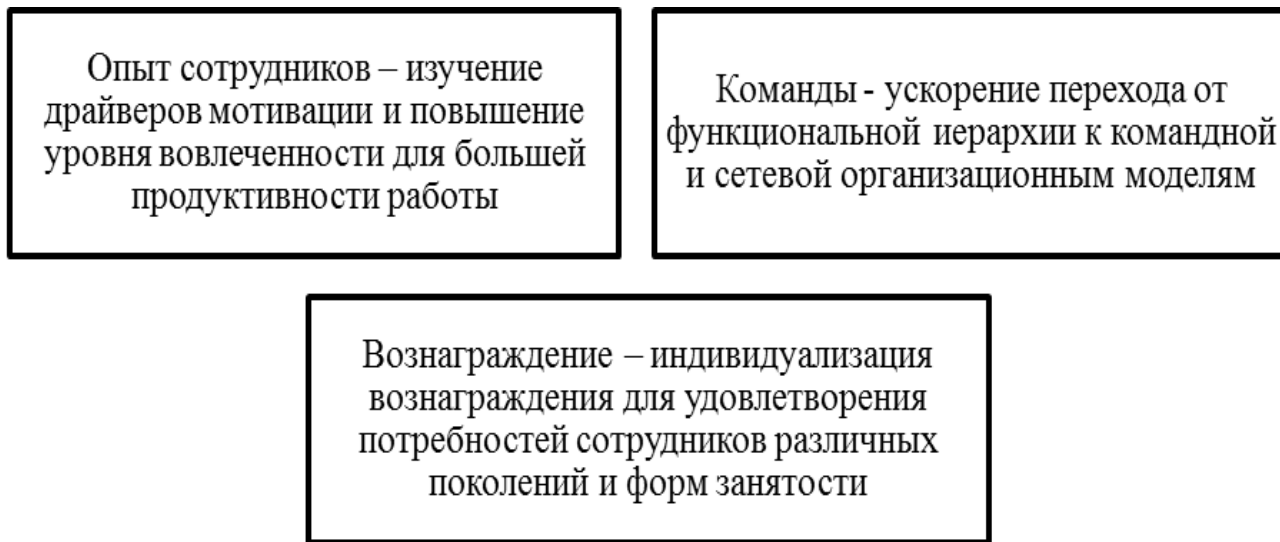 Опыт сотрудников – изучение
драйверов мотивации и повышение
уровня вовлеченности для большей
продуктивности работы
Команды - ускорение перехода от
функциональной иерархии к командной
и сетевой организационным моделям
Вознаграждение – индивидуализация
вознаграждения для удовлетворения
потребностей сотрудников различных
поколений и форм занятости